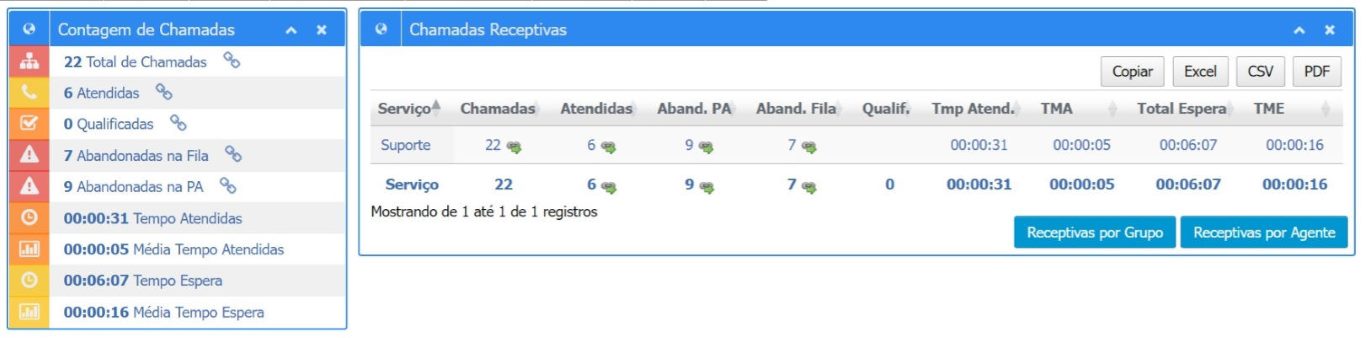 Contagem de Chamadas
22 Total de Chamadas
6 Atendidas
0 Qualificadas
7 Abandonadas na Fila
9 Abandonadas na PA
00:00:31 Tempo Atendidas
00:00:05 Média Tempo Atendidas
00:06:07 Tempo Espera
00:00:16 Média Tempo Espera
Chamadas Receptivas
Copiar Excel CSV PDF
Serviço Chamadas Atendidas Aband. PA Aband. Fila Qualif. Tmp Atend. TMA Total Espera TME
Suporte 22 6 9 7 00:00:31 00:00:05 00:06:07 00:00:16
Serviço 22 6 9 7 0 00:00:31 00:00:05 00:06:07 00:00:16
Mostrando de 1 até 1 de 1 registros
Receptivas por Grupo Receptivas por Agente